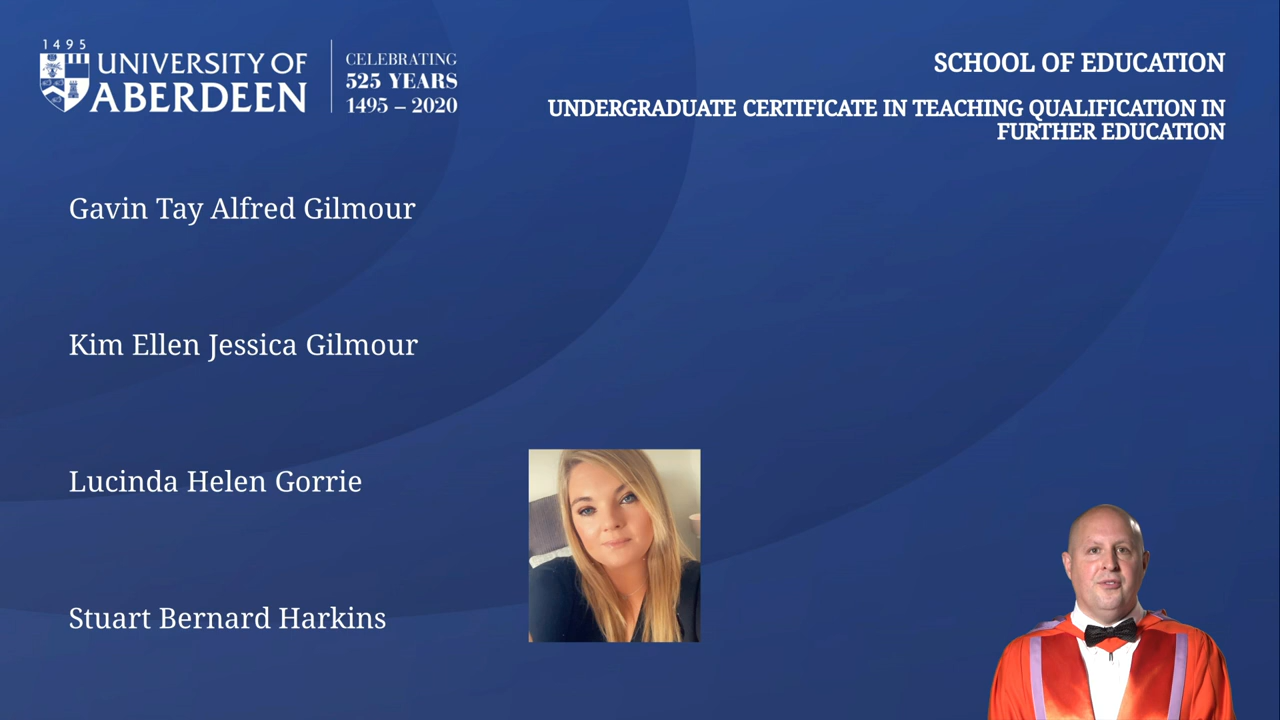 1495
UNIVERSITY OF
ABERDEEN
CELEBRATING
525 YEARS
1495 – 2020
SCHOOL OF EDUCATION
UNDERGRADUATE CERTIFICATE IN TEACHING QUALIFICATION IN
FURTHER EDUCATION
Gavin Tay Alfred Gilmour
Kim Ellen Jessica Gilmour
Lucinda Helen Gorrie
Stuart Bernard Harkins